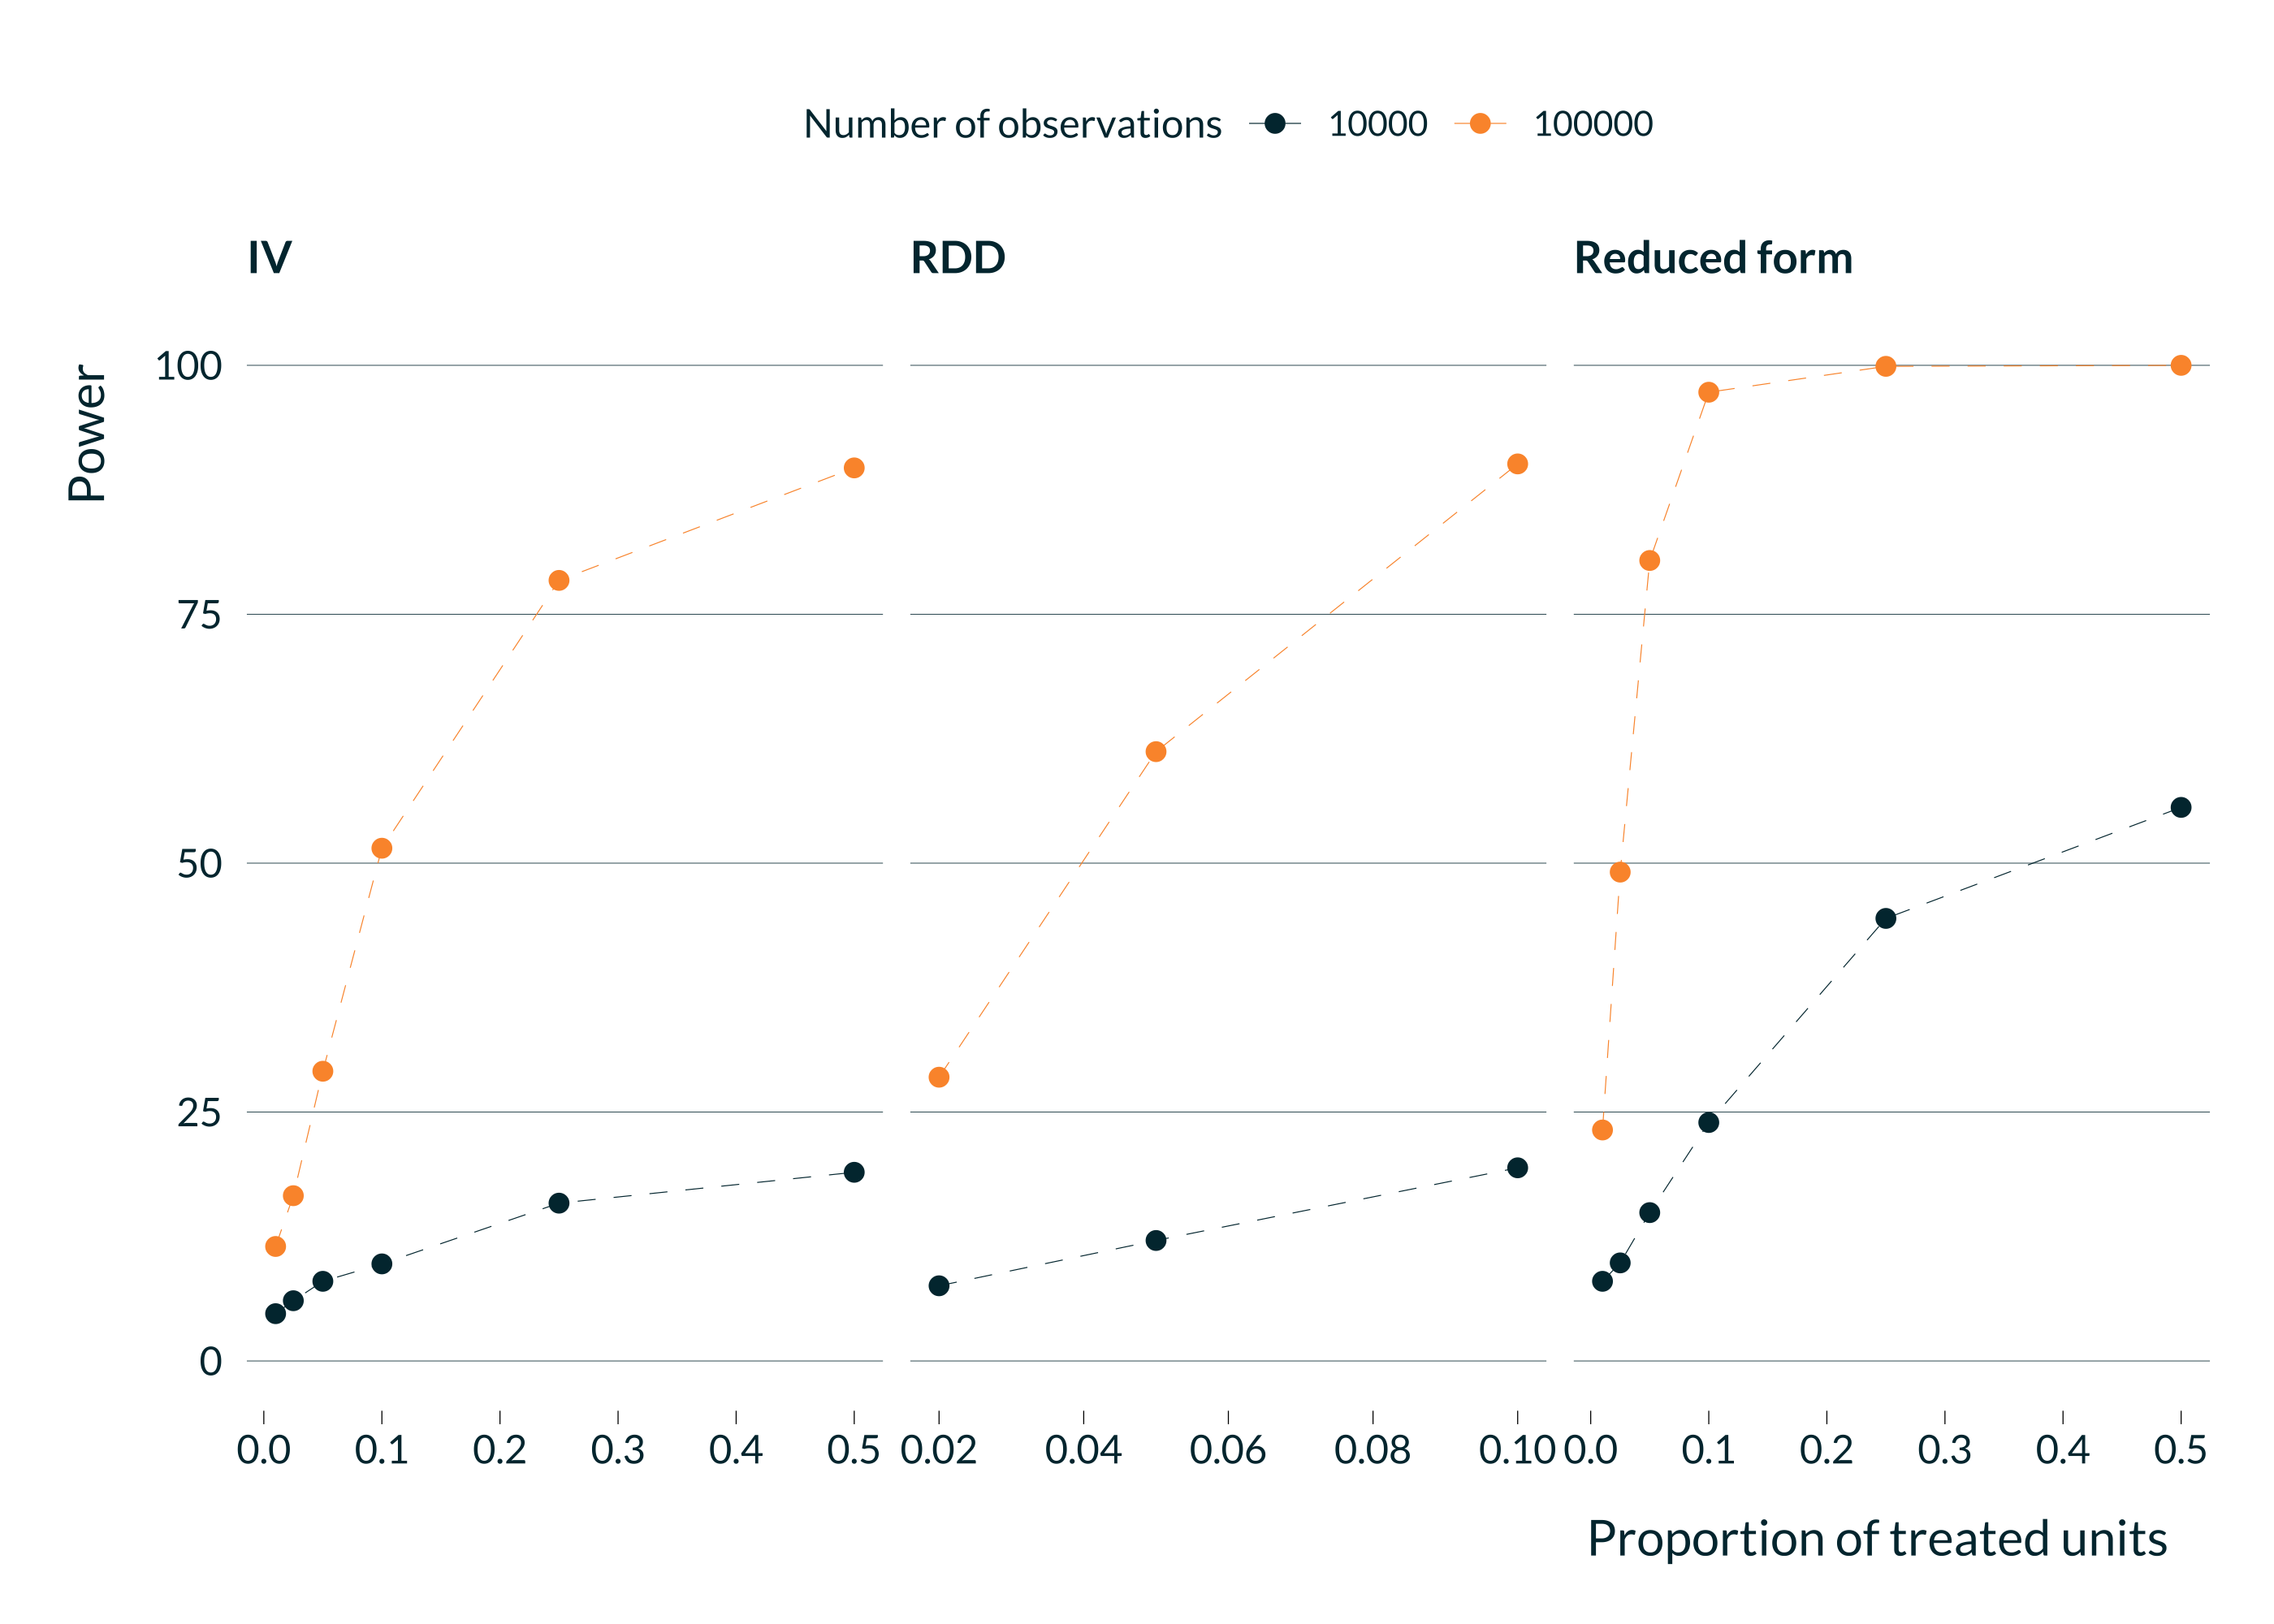 Number of observations 10000 100000
IV RDD Reduced form
Power
100
75
50
25
0
0.0 0.1 0.2 0.3 0.4 0.5 0.02 0.04 0.06 0.08 0.10 0.0 0.1 0.2 0.3 0.4 0.5
Proportion of treated units